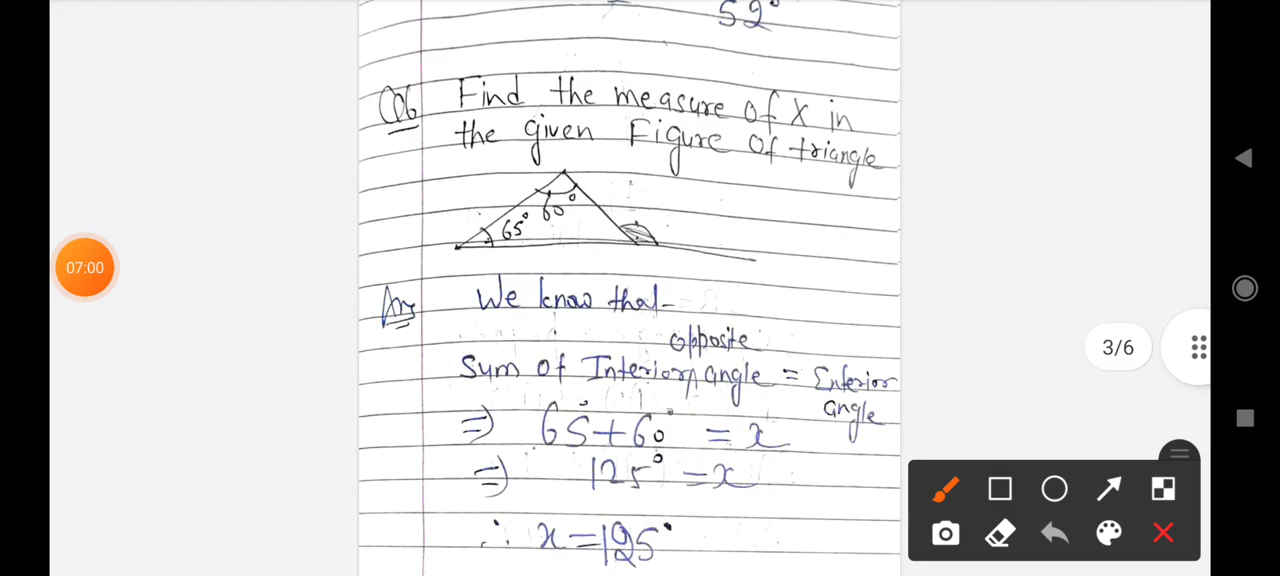 52°
Q6 Find the measure of X in
the given Figure of triangle
65° 60°
Ans We know that
opposite
Sum of Interior angle = Exterior
angle
⇒ 65° + 60° = x
⇒ 125° = x
∴ x = 125°
07:00
3/6